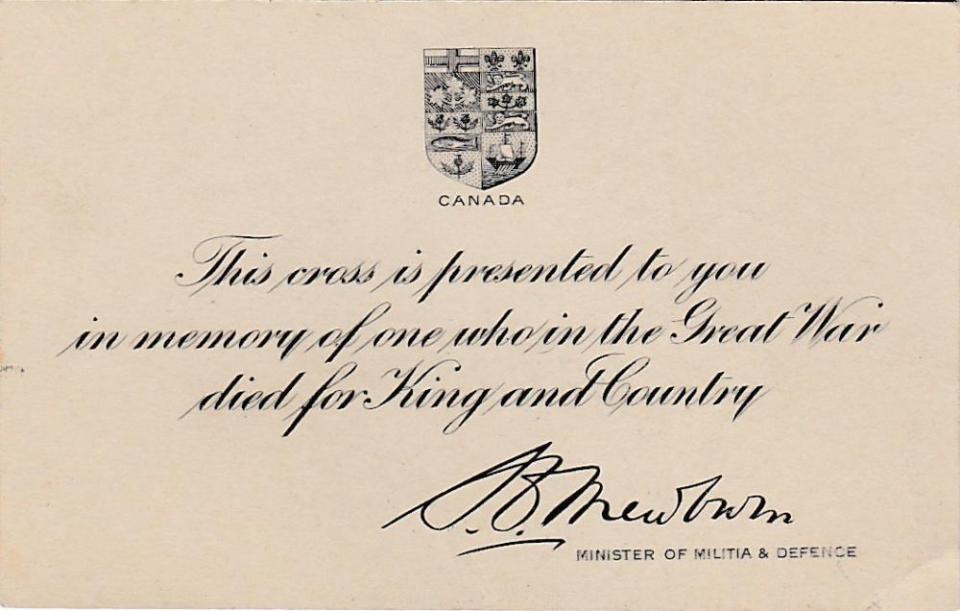 CANADA
This cross is presented to you
in memory of one who in the Great War
died for King and Country
S.C. Mewburn
MINISTER OF MILITIA & DEFENCE